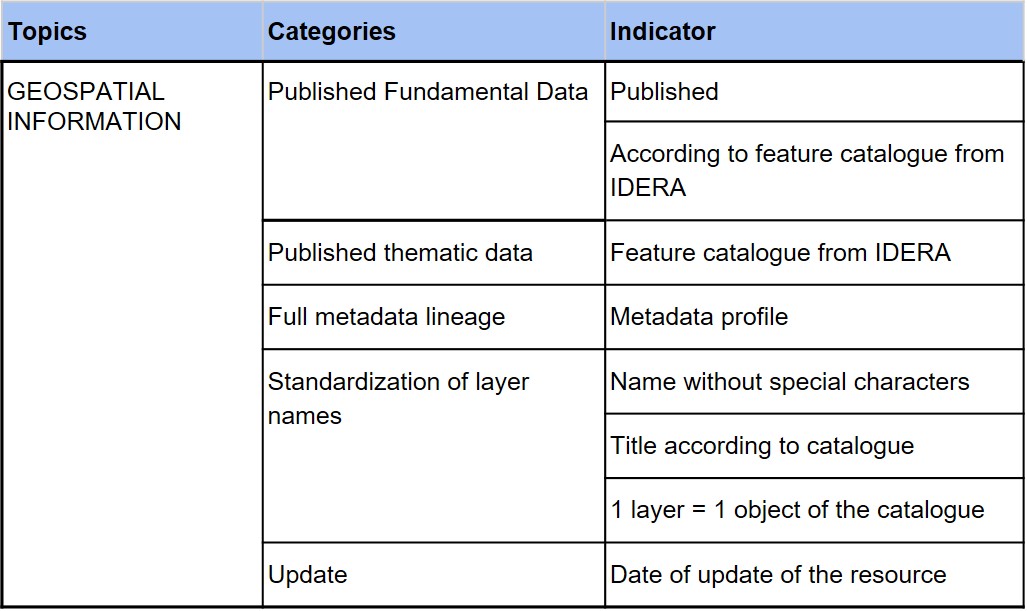 Topics Categories Indicator
GEOSPATIAL INFORMATION
Published Fundamental Data
Published
According to feature catalogue from
IDERA
Published thematic data
Feature catalogue from IDERA
Full metadata lineage
Metadata profile
Standardization of layer
names
Name without special characters
Title according to catalogue
1 layer = 1 object of the catalogue
Update
Date of update of the resource